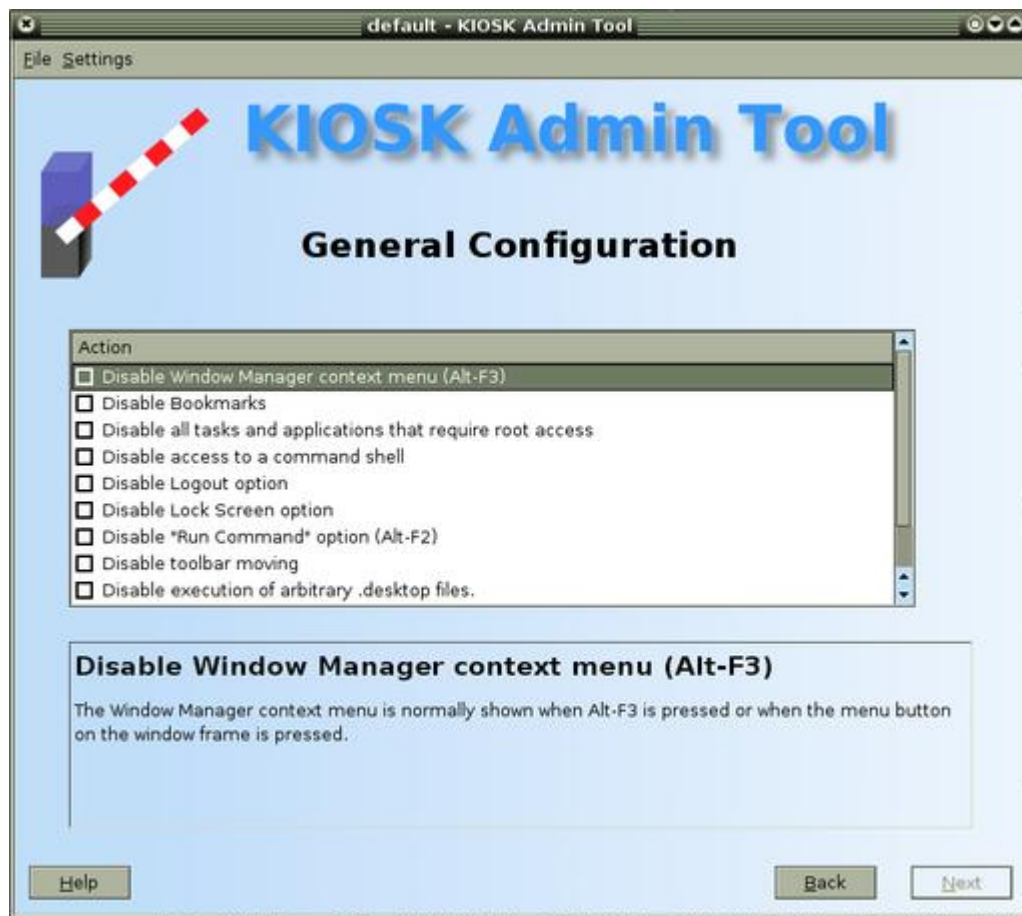 default - KIOSK Admin Tool
File Settings
KIOSK Admin Tool
General Configuration
Action
Disable Window Manager context menu (Alt-F3)
Disable Bookmarks
Disable all tasks and applications that require root access
Disable access to a command shell
Disable Logout option
Disable Lock Screen option
Disable "Run Command" option (Alt-F2)
Disable toolbar moving
Disable execution of arbitrary .desktop files.
Disable Window Manager context menu (Alt-F3)
The Window Manager context menu is normally shown when Alt-F3 is pressed or when the menu button
on the window frame is pressed.
Help Back Next